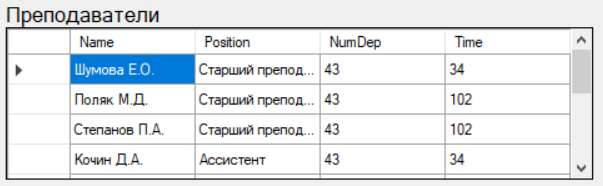 Преподаватели
Name Position NumDep Time
Шумова Е.О. Старший препод... 43 34
Поляк М.Д. Старший препод... 43 102
Степанов П.А. Старший препод... 43 102
Кочин Д.А. Ассистент 43 34